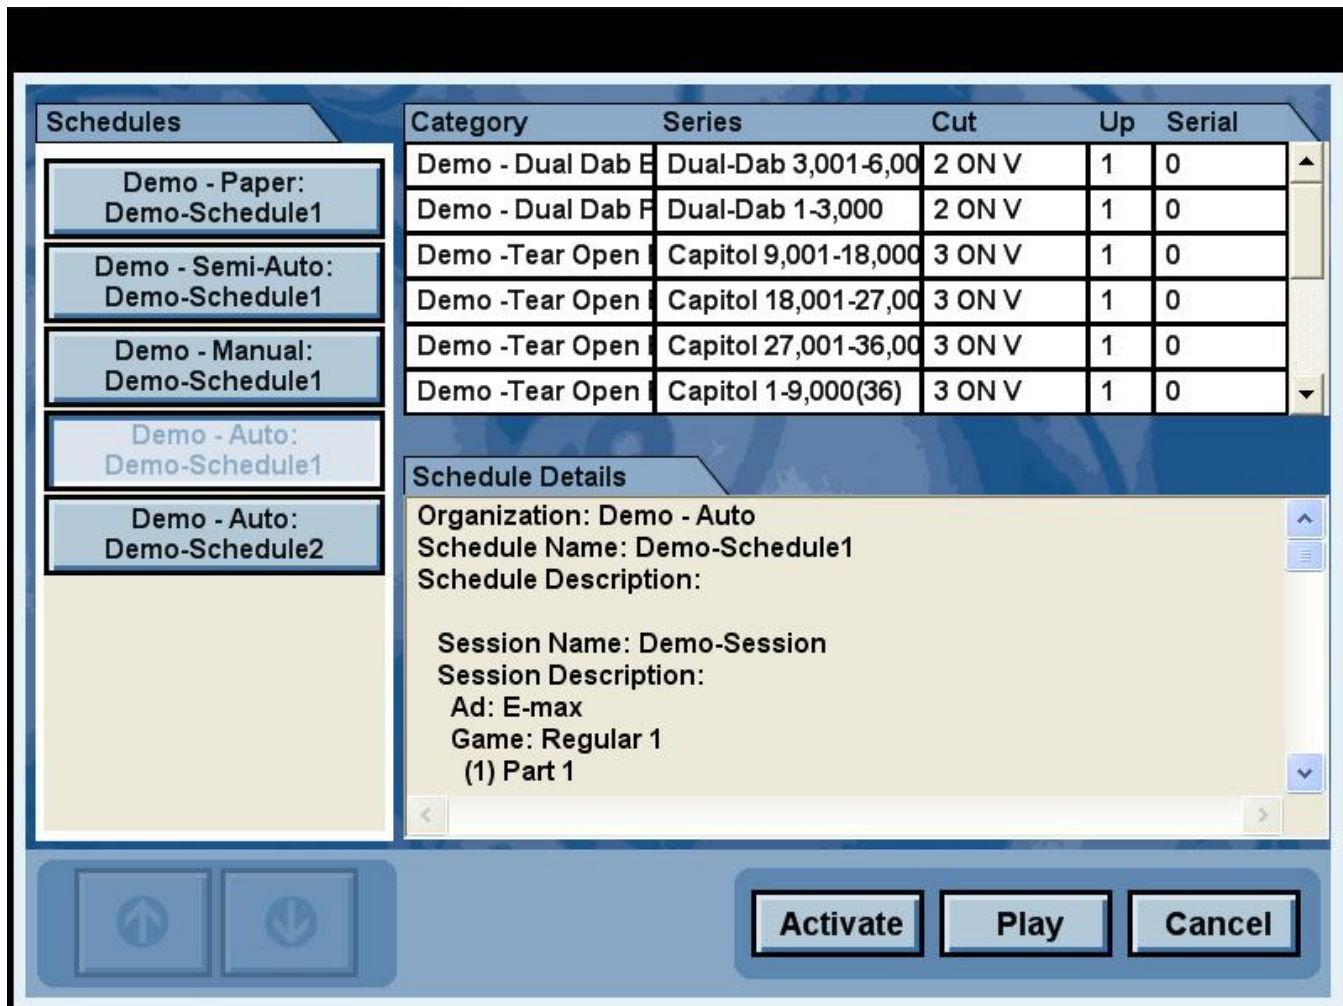 Schedules
Demo - Paper:
Demo-Schedule1
Demo - Semi-Auto:
Demo-Schedule1
Demo - Manual:
Demo-Schedule1
Demo - Auto:
Demo-Schedule1
Demo - Auto:
Demo-Schedule2
Category Series Cut Up Serial
Demo - Dual Dab E Dual-Dab 3,001-6,00 2 ON V 1 0
Demo - Dual Dab P Dual-Dab 1-3,000 2 ON V 1 0
Demo -Tear Open Capitol 9,001-18,000 3 ON V 1 0
Demo -Tear Open Capitol 18,001-27,00 3 ON V 1 0
Demo -Tear Open Capitol 27,001-36,00 3 ON V 1 0
Demo -Tear Open Capitol 1-9,000(36) 3 ON V 1 0
Schedule Details
Organization: Demo - Auto
Schedule Name: Demo-Schedule1
Schedule Description:
Session Name: Demo-Session
Session Description:
Ad: E-max
Game: Regular 1
(1) Part 1
Activate Play Cancel